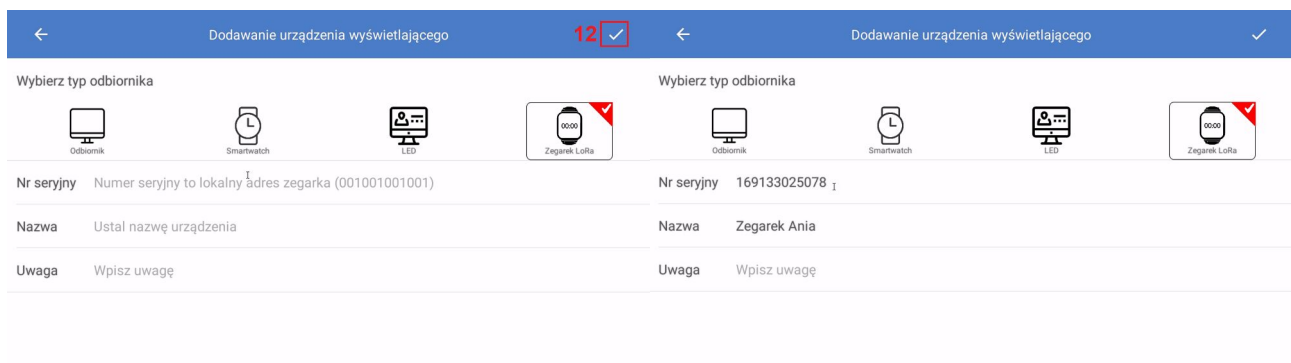 Dodawanie urządzenia wyświetlającego 12
Wybierz typ odbiornika
00:00
Odbiornik Smartwatch LED Zegarek LoRa
Nr seryjny Numer seryjny to lokalny adres zegarka (001001001001)
Nazwa Ustal nazwę urządzenia
Uwaga Wpisz uwagę
Dodawanie urządzenia wyświetlającego
Wybierz typ odbiornika
00:00
Odbiornik Smartwatch LED Zegarek LoRa
Nr seryjny 169133025078
Nazwa Zegarek Ania
Uwaga Wpisz uwagę